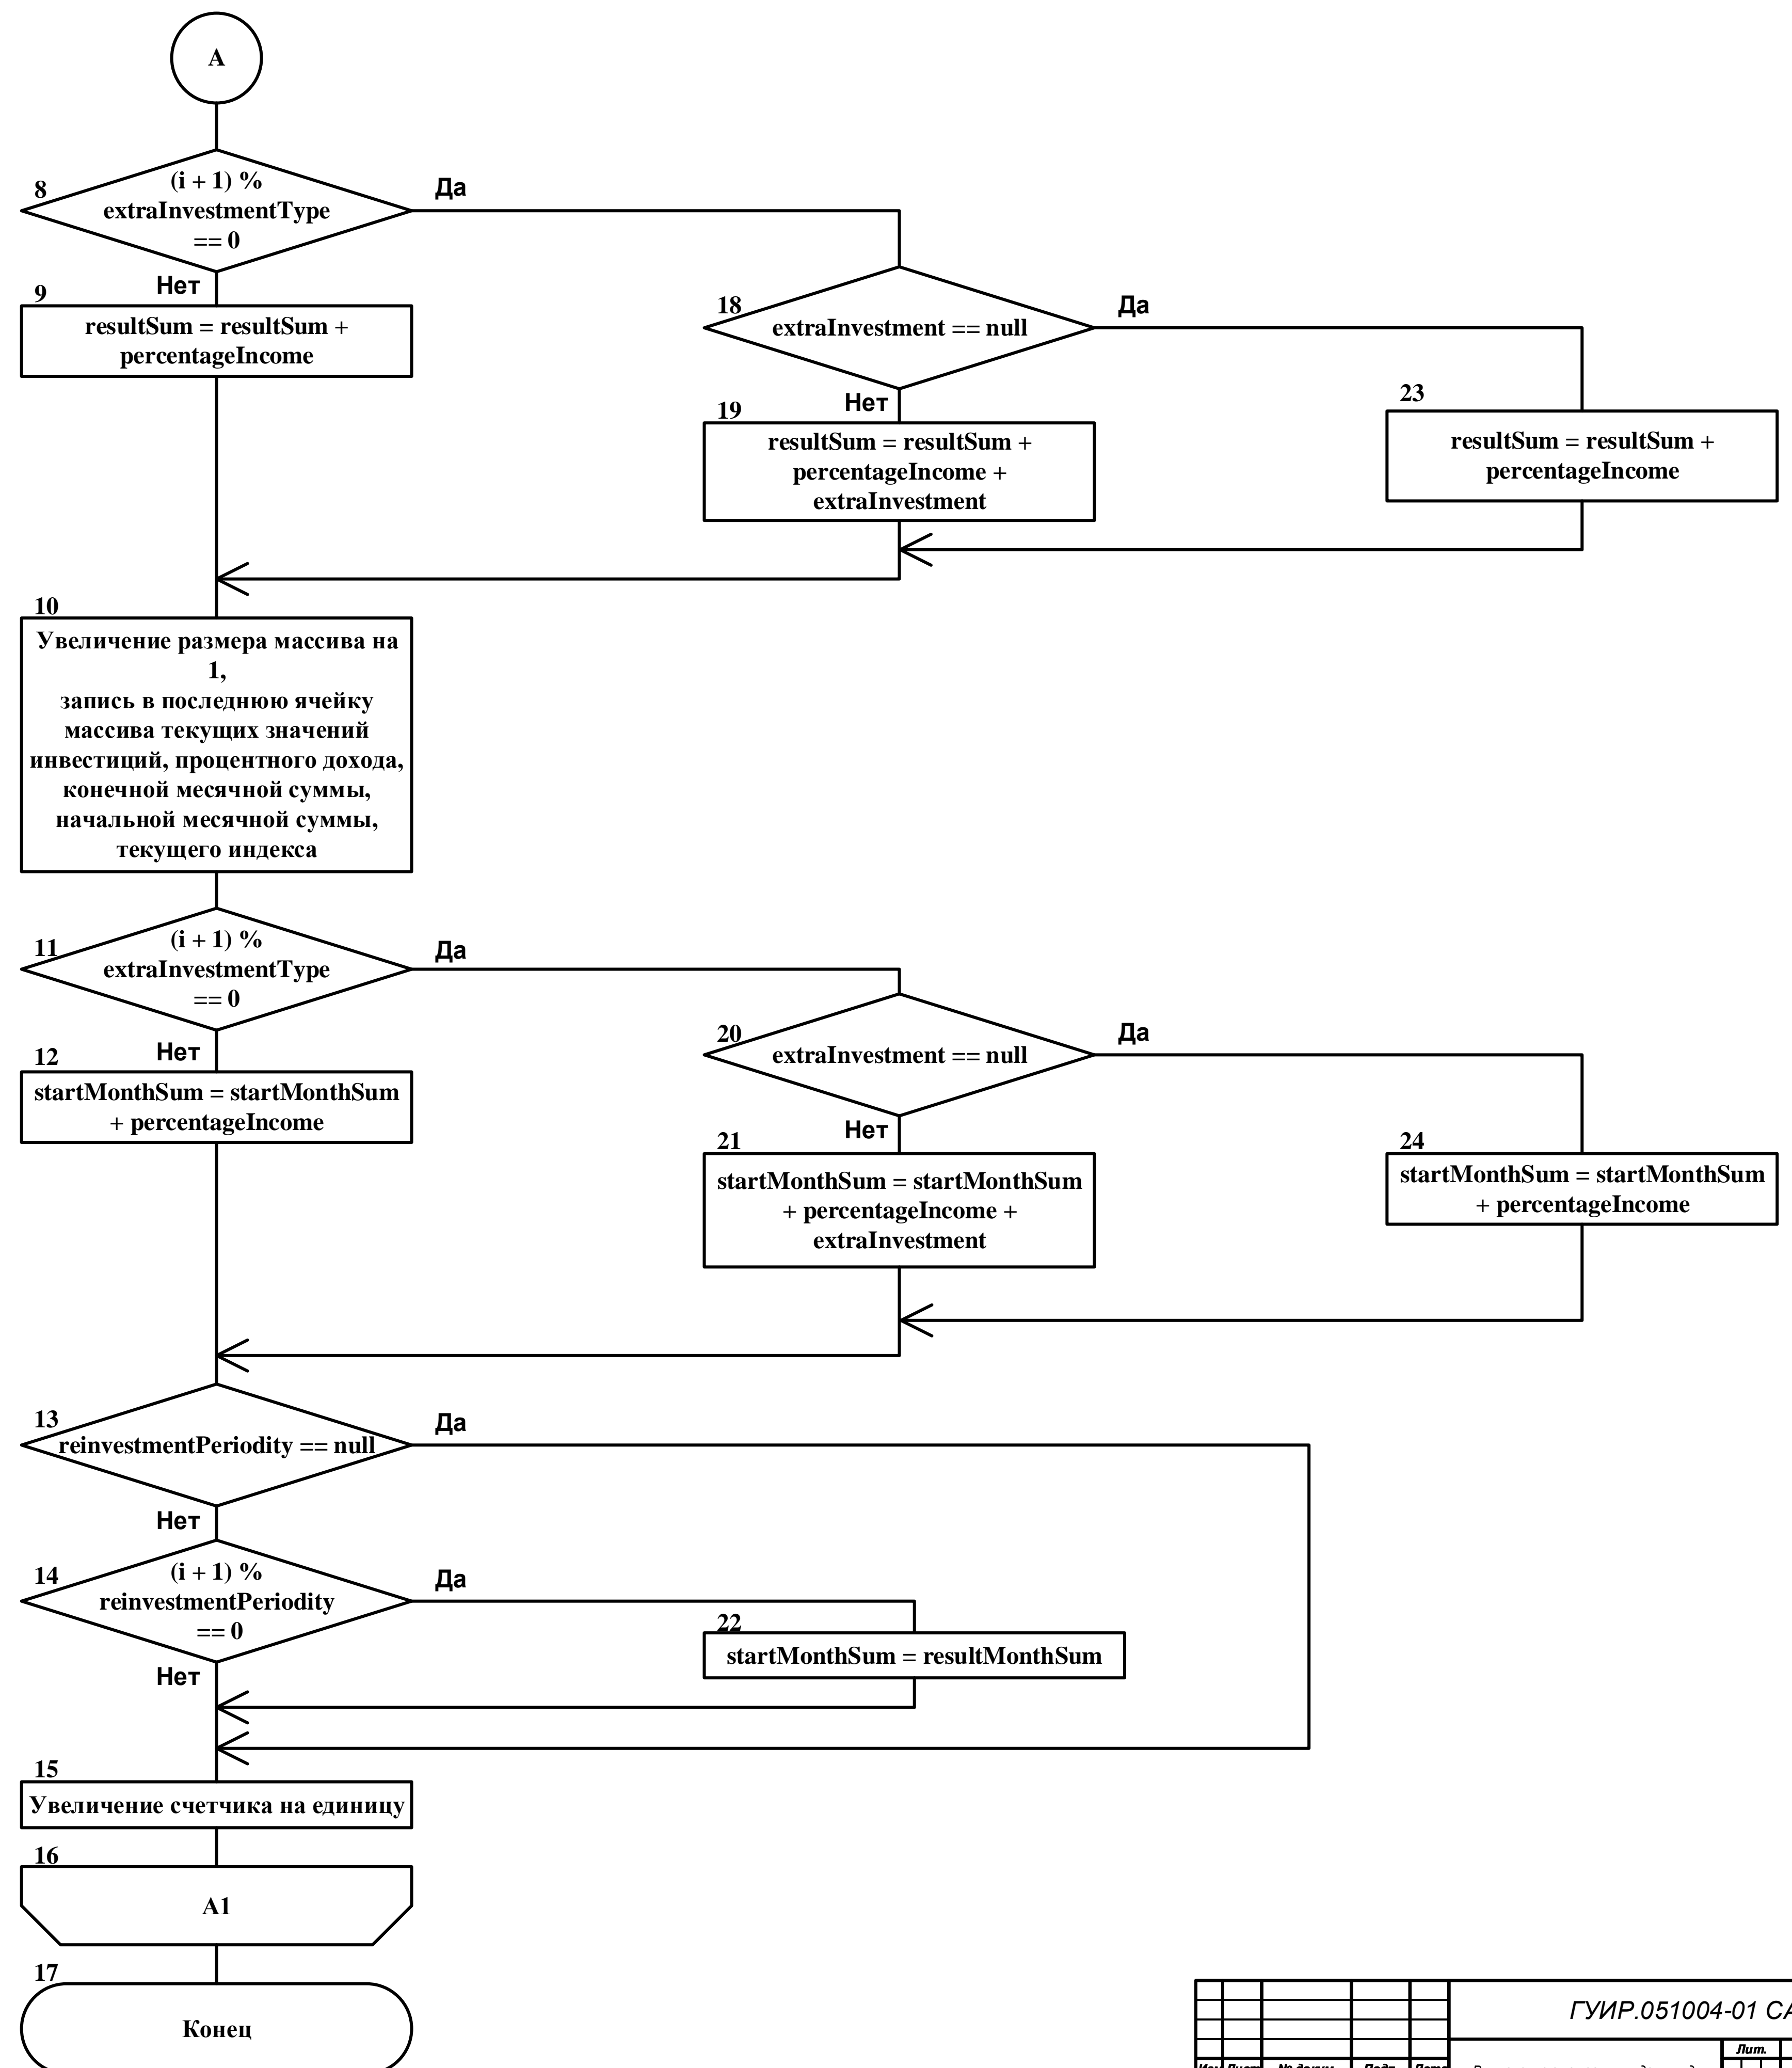 A
8
(i + 1) %
extraInvestmentType
== 0
Да
Нет
9
resultSum = resultSum +
percentageIncome
18
extraInvestment == null
Да
Нет
19
resultSum = resultSum +
percentageIncome +
extraInvestment
23
resultSum = resultSum +
percentageIncome
10
Увеличение размера массива на
1,
запись в последнюю ячейку
массива текущих значений
инвестиций, процентного дохода,
конечной месячной суммы,
начальной месячной суммы,
текущего индекса
11
(i + 1) %
extraInvestmentType
== 0
Да
Нет
12
startMonthSum = startMonthSum
+ percentageIncome
20
extraInvestment == null
Да
Нет
21
startMonthSum = startMonthSum
+ percentageIncome +
extraInvestment
24
startMonthSum = startMonthSum
+ percentageIncome
13
reinvestmentPeriodity == null
Да
Нет
14
(i + 1) %
reinvestmentPeriodity
== 0
Да
Нет
22
startMonthSum = resultMonthSum
15
Увеличение счетчика на единицу
16
A1
17
Конец
ГУИР.051004-01 СА
Лит.